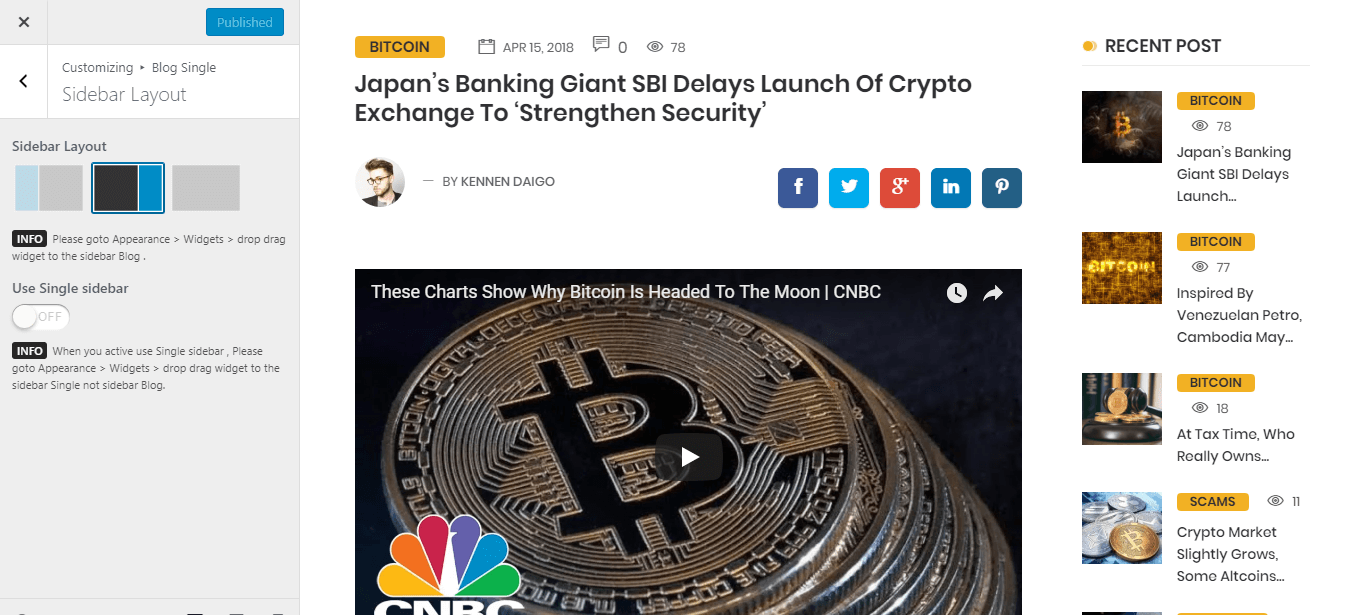 Published
Customizing ▸ Blog Single
Sidebar Layout
Sidebar Layout
INFO Please goto Appearance > Widgets > drop drag
widget to the sidebar Blog .
Use Single sidebar
OFF
INFO When you active use Single sidebar , Please
goto Appearance > Widgets > drop drag widget to the
sidebar Single not sidebar Blog.
BITCOIN APR 15, 2018 0 78
Japan’s Banking Giant SBI Delays Launch Of Crypto
Exchange To ‘Strengthen Security’
— BY KENNEN DAIGO
These Charts Show Why Bitcoin Is Headed To The Moon | CNBC
CNBC
RECENT POST
BITCOIN
78
Japan’s Banking
Giant SBI Delays
Launch...
BITCOIN
BITCOIN
77
Inspired By
Venezuelan Petro,
Cambodia May...
BITCOIN
18
At Tax Time, Who
Really Owns...
SCAMS 11
Crypto Market
Slightly Grows,
Some Altcoins...